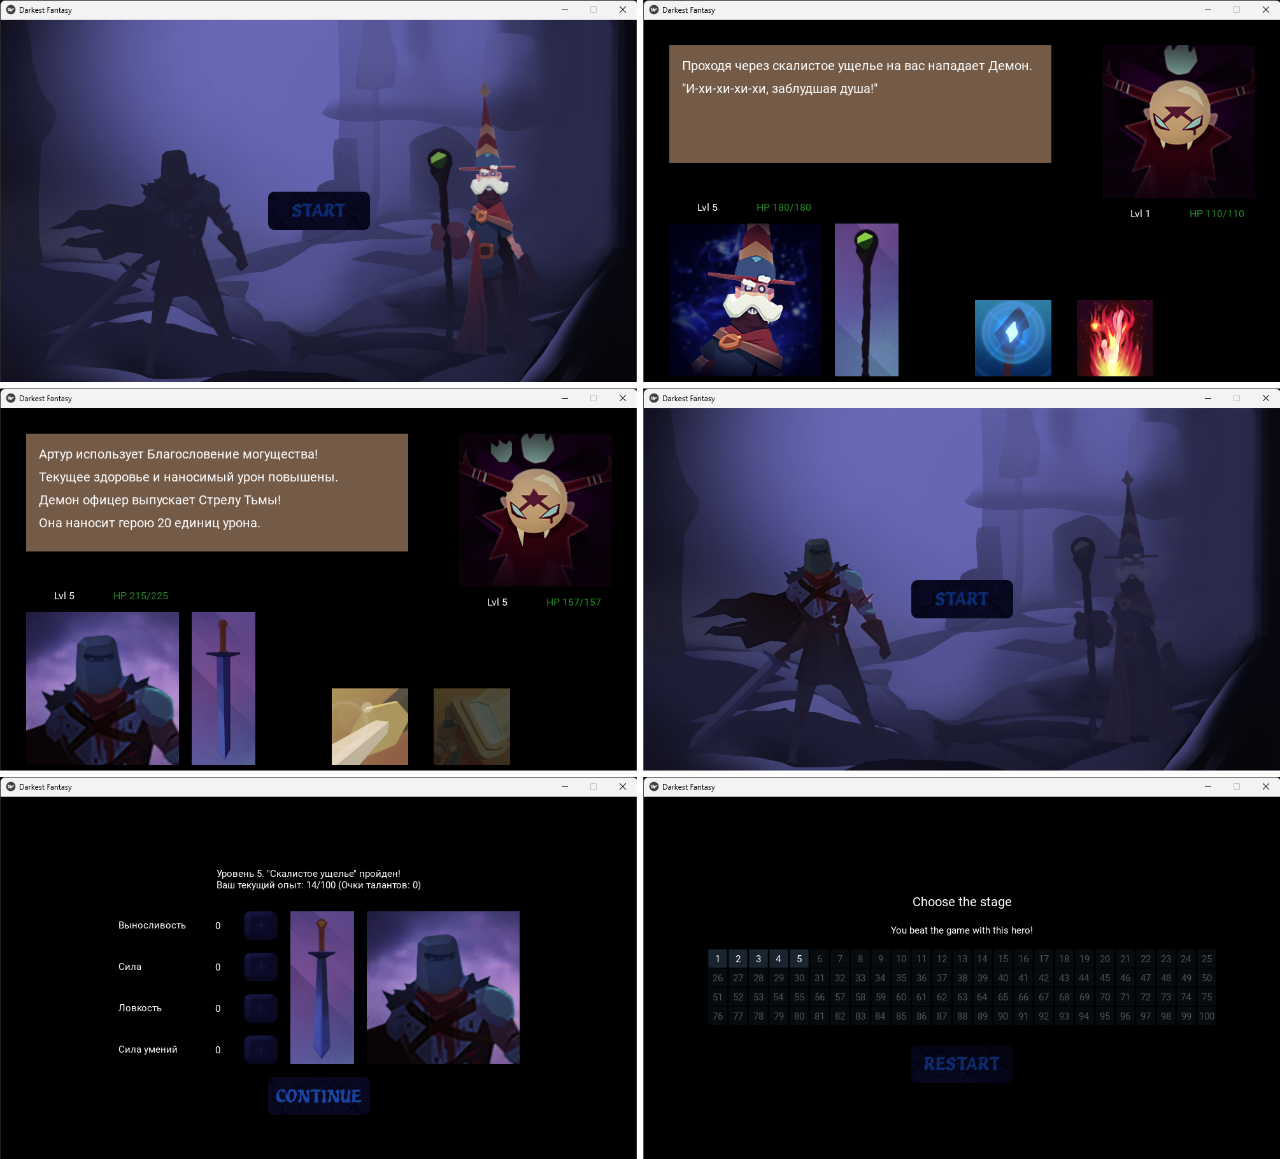 Darkest Fantasy
START
Darkest Fantasy
Проходя через скалистое ущелье на вас нападает Демон.
"И-хи-хи-хи-хи, заблудшая душа!"
Lvl 1 HP 110/110
Lvl 5 HP 180/180
Darkest Fantasy
Артур использует Благословение могущества!
Текущее здоровье и наносимый урон повышены.
Демон офицер выпускает Стрелу Тьмы!
Она наносит герою 20 единиц урона.
Lvl 5 HP 157/157
Lvl 5 HP 215/225
Darkest Fantasy
START
Darkest Fantasy
Уровень 5. "Скалистое ущелье" пройден!
Ваш текущий опыт: 14/100 (Очки талантов: 0)
Выносливость 0 +
Сила 0 +
Ловкость 0 +
Сила умений 0 +
CONTINUE
Darkest Fantasy
Choose the stage
You beat the game with this hero!
1 2 3 4 5 6 7 8 9 10 11 12 13 14 15 16 17 18 19 20 21 22 23 24 25
26 27 28 29 30 31 32 33 34 35 36 37 38 39 40 41 42 43 44 45 46 47 48 49 50
51 52 53 54 55 56 57 58 59 60 61 62 63 64 65 66 67 68 69 70 71 72 73 74 75
76 77 78 79 80 81 82 83 84 85 86 87 88 89 90 91 92 93 94 95 96 97 98 99 100
RESTART